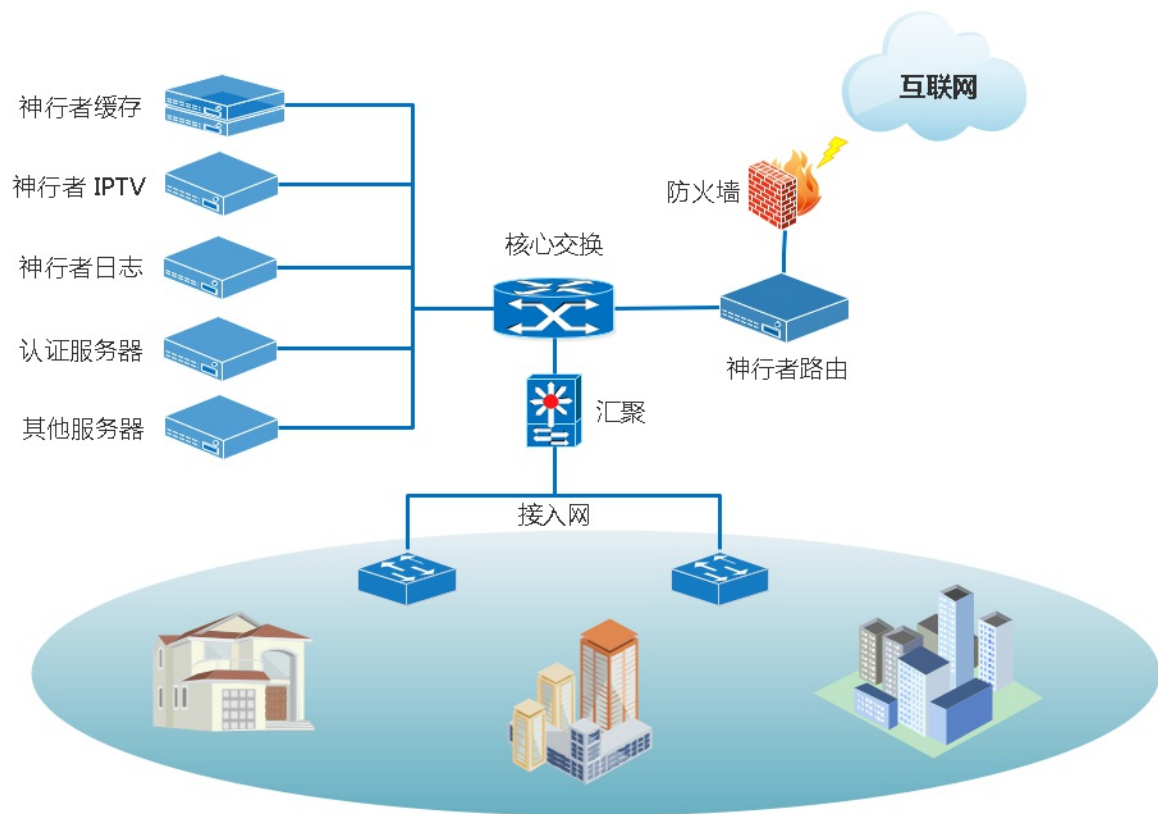 互联网
神行者缓存
神行者 IPTV
防火墙
神行者日志
核心交换
认证服务器
神行者路由
其他服务器
汇聚
接入网